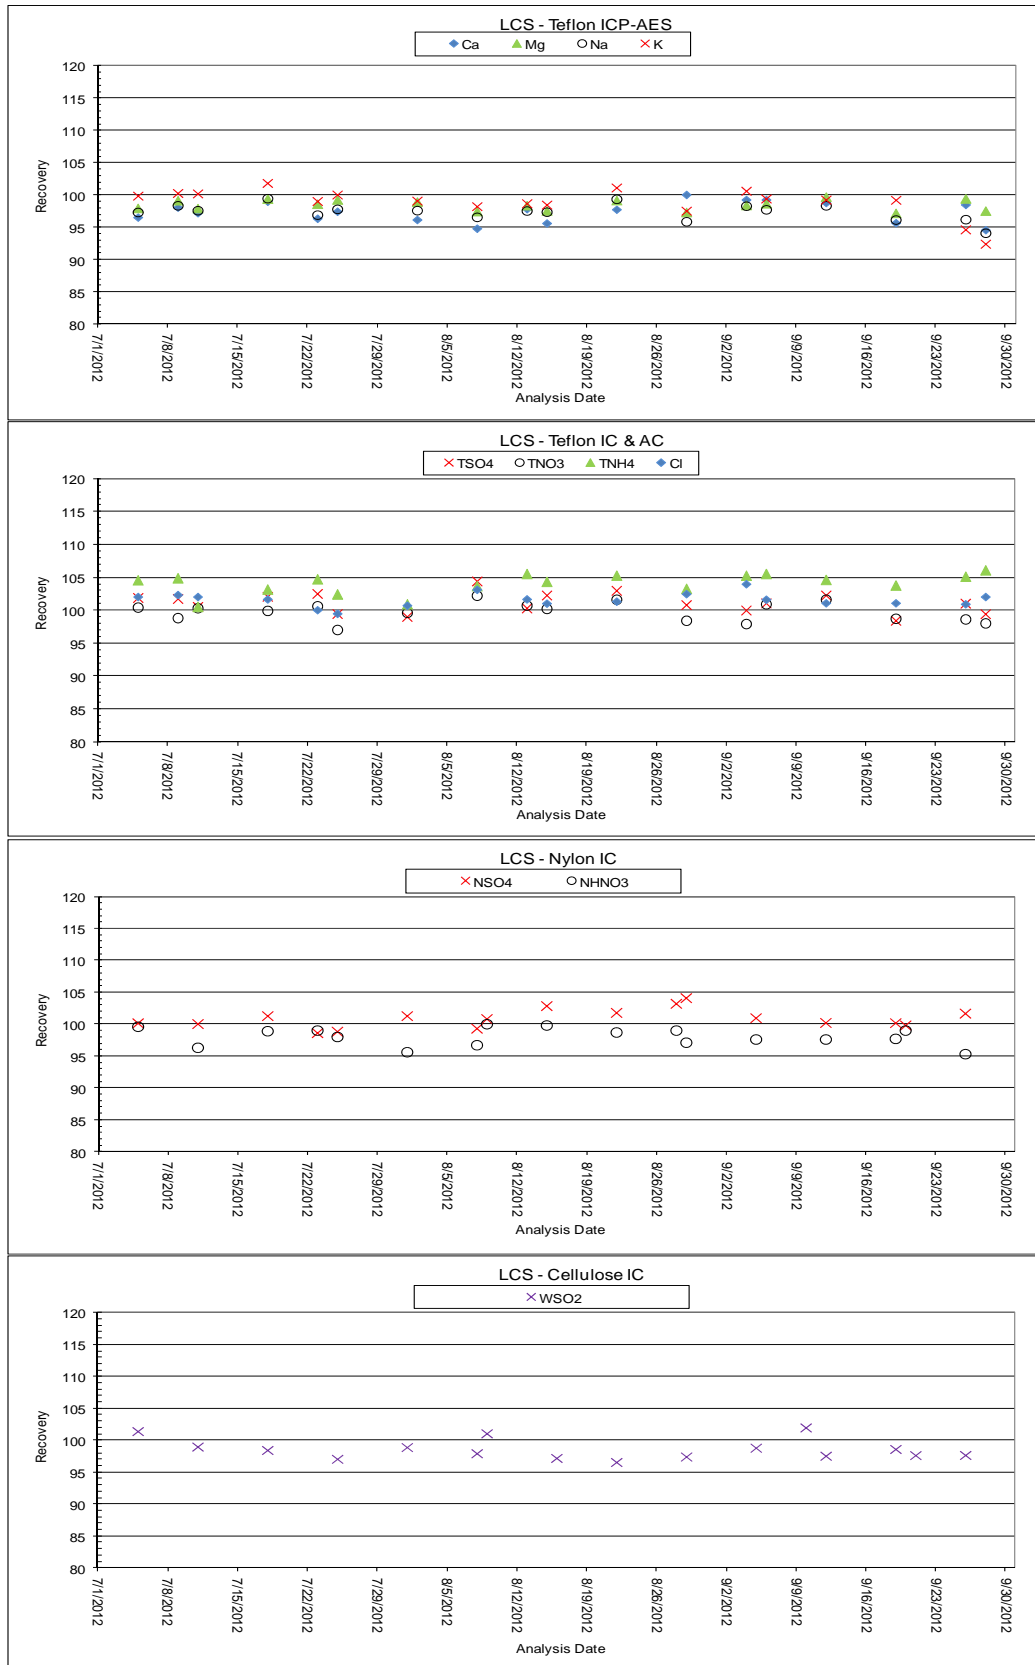 LCS - Teflon ICP-AES
Ca Mg Na K
120
115
110
105
100
95
90
85
80
Recovery
7/1/2012 7/8/2012 7/15/2012 7/22/2012 7/29/2012 8/5/2012 8/12/2012 8/19/2012 8/26/2012 9/2/2012 9/9/2012 9/16/2012 9/23/2012 9/30/2012
Analysis Date
LCS - Teflon IC & AC
TSO4 TNO3 TNH4 Cl
120
115
110
105
100
95
90
85
80
Recovery
7/1/2012 7/8/2012 7/15/2012 7/22/2012 7/29/2012 8/5/2012 8/12/2012 8/19/2012 8/26/2012 9/2/2012 9/9/2012 9/16/2012 9/23/2012 9/30/2012
Analysis Date
LCS - Nylon IC
NSO4 NHNO3
120
115
110
105
100
95
90
85
80
Recovery
7/1/2012 7/8/2012 7/15/2012 7/22/2012 7/29/2012 8/5/2012 8/12/2012 8/19/2012 8/26/2012 9/2/2012 9/9/2012 9/16/2012 9/23/2012 9/30/2012
Analysis Date
LCS - Cellulose IC
WSO2
120
115
110
105
100
95
90
85
80
Recovery
7/1/2012 7/8/2012 7/15/2012 7/22/2012 7/29/2012 8/5/2012 8/12/2012 8/19/2012 8/26/2012 9/2/2012 9/9/2012 9/16/2012 9/23/2012 9/30/2012
Analysis Date